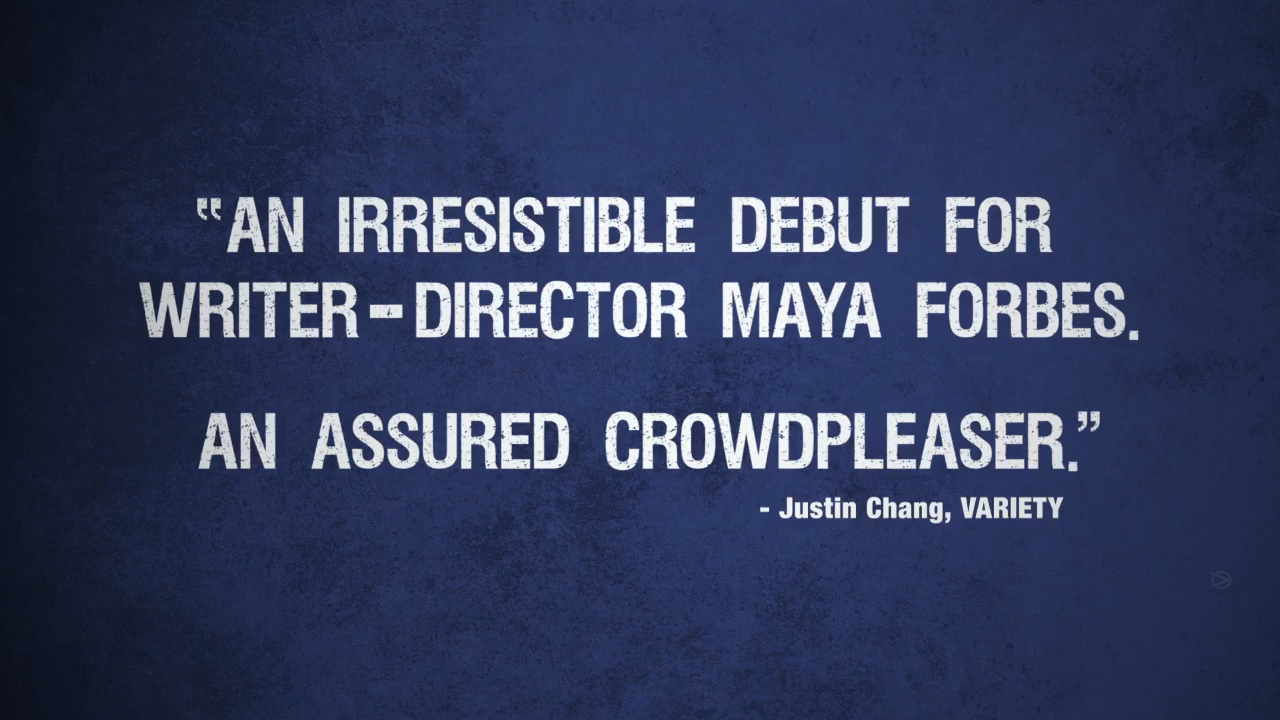 “AN IRRESISTIBLE DEBUT FOR
WRITER-DIRECTOR MAYA FORBES.
AN ASSURED CROWDPLEASER.”
- Justin Chang, VARIETY